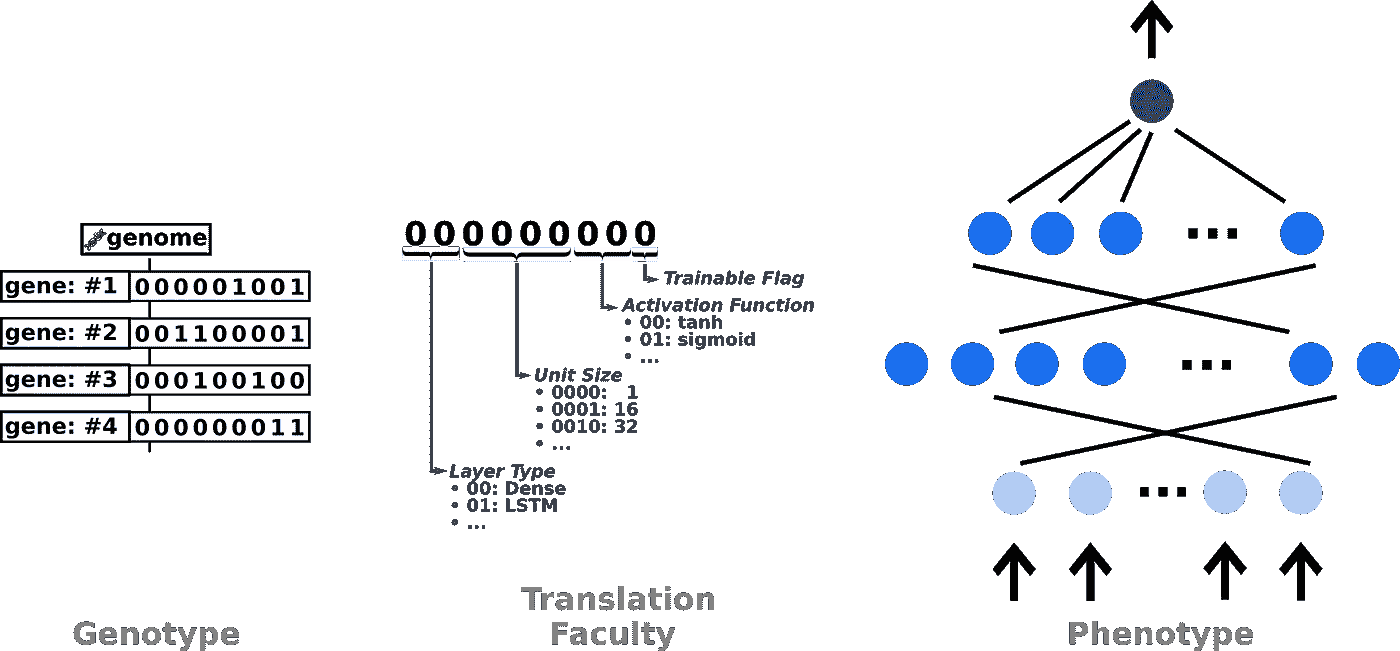 genome
gene: #1 000001001
gene: #2 001100001
gene: #3 000100100
gene: #4 000000011
Genotype
000000000
Trainable Flag
Activation Function
• 00: tanh
• 01: sigmoid
• ...
Unit Size
• 0000: 1
• 0001: 16
• 0010: 32
• ...
Layer Type
• 00: Dense
• 01: LSTM
• ...
Translation
Faculty
...
...
...
Phenotype